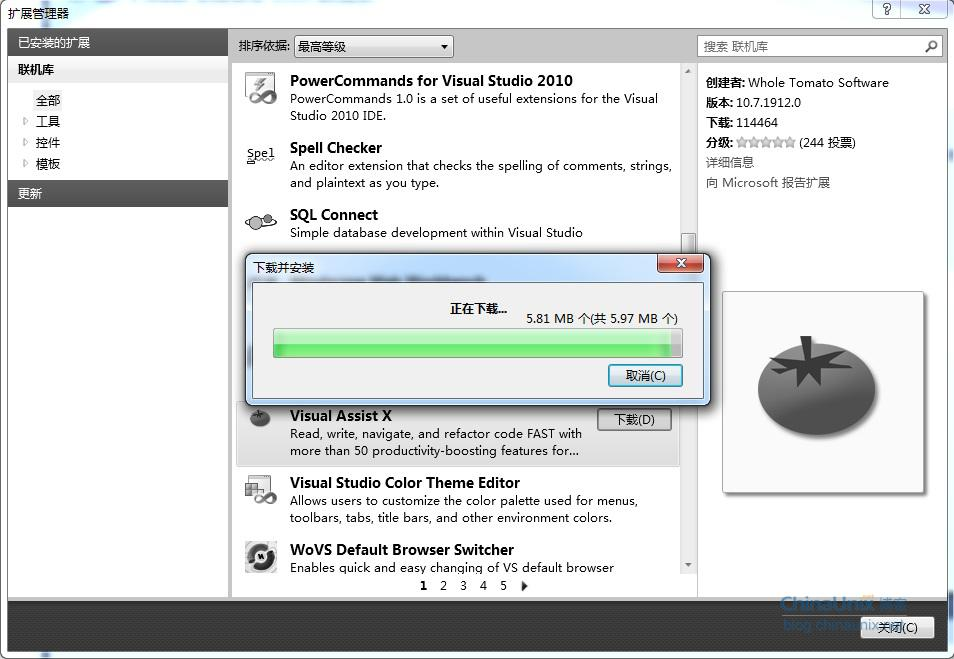 扩展管理器
已安装的扩展
联机库
全部
工具
控件
模板
更新
排序依据: 最高等级
搜索 联机库
PowerCommands for Visual Studio 2010
PowerCommands 1.0 is a set of useful extensions for the Visual
Studio 2010 IDE.
Spel
Spell Checker
An editor extension that checks the spelling of comments, strings,
and plaintext as you type.
SQL Connect
Simple database development within Visual Studio
下载并安装
正在下载...
5.81 MB 个(共 5.97 MB 个)
取消(C)
Visual Assist X
下载(D)
Read, write, navigate, and refactor code FAST with
more than 50 productivity-boosting features for...
Visual Studio Color Theme Editor
Allows users to customize the color palette used for menus,
toolbars, tabs, title bars, and other environment colors.
WoVS Default Browser Switcher
Enables quick and easy changing of VS default browser
1 2 3 4 5
创建者: Whole Tomato Software
版本: 10.7.1912.0
下载: 114464
分级: (244 投票)
详细信息
向 Microsoft 报告扩展
ChinaUnix 博客
关闭(C)